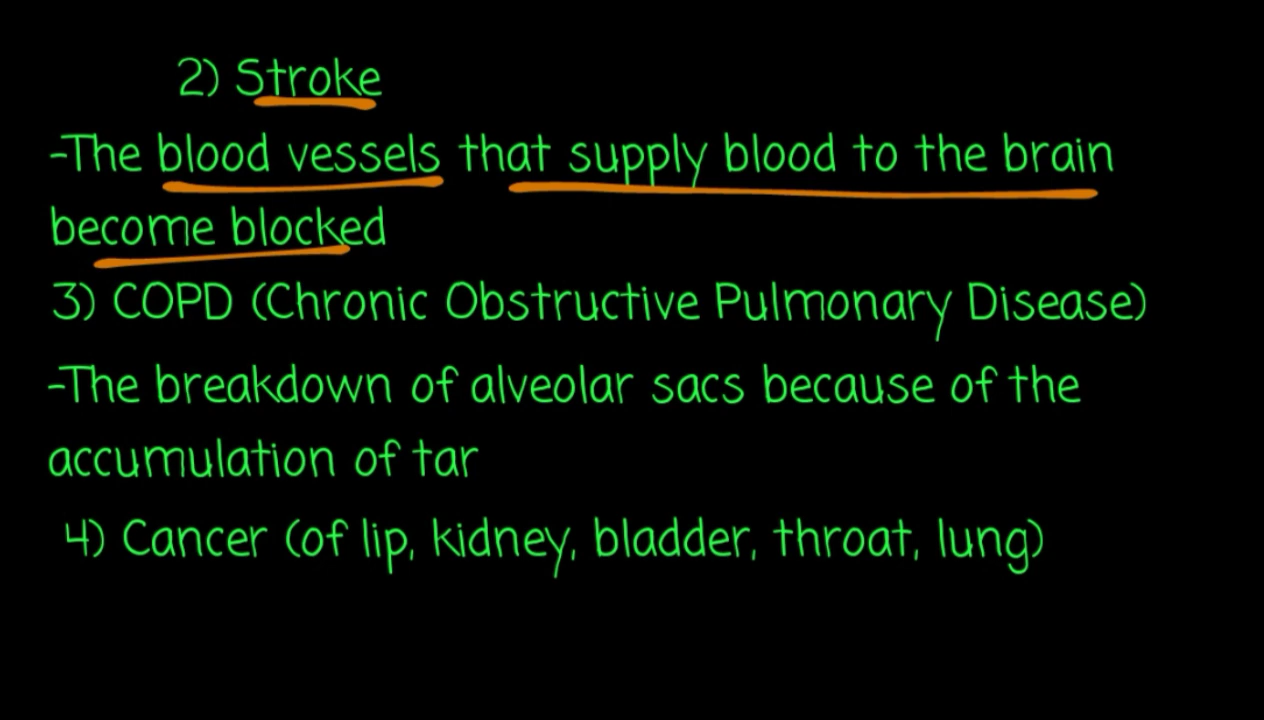 2) Stroke
-The blood vessels that supply blood to the brain
become blocked
3) COPD (Chronic Obstructive Pulmonary Disease)
-The breakdown of alveolar sacs because of the
accumulation of tar
4) Cancer (of lip, kidney, bladder, throat, lung)